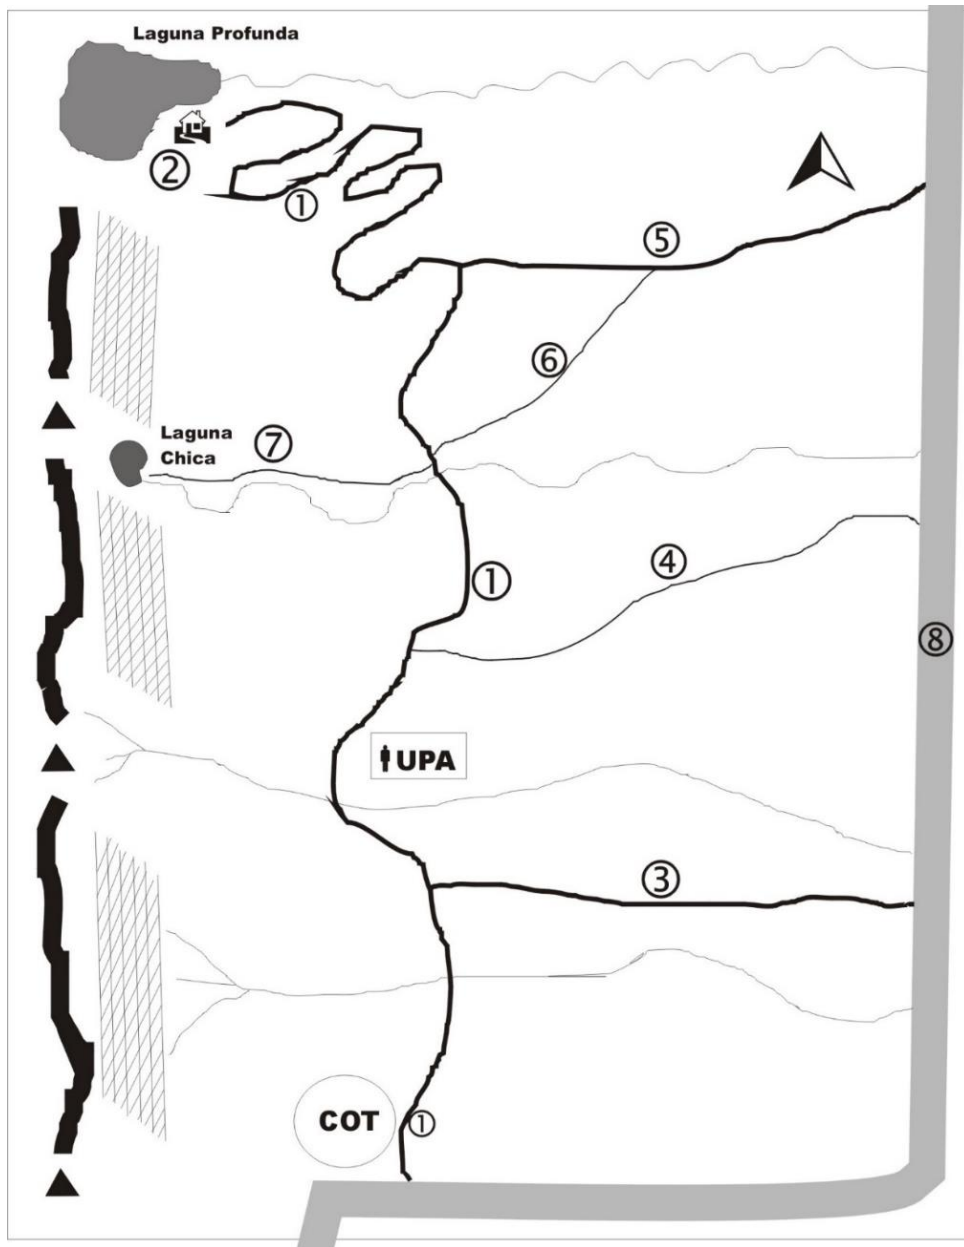 Laguna Profunda
②
①
⑤
⑥
Laguna
Chica
⑦
④
①
⑧
UPA
③
COT
①